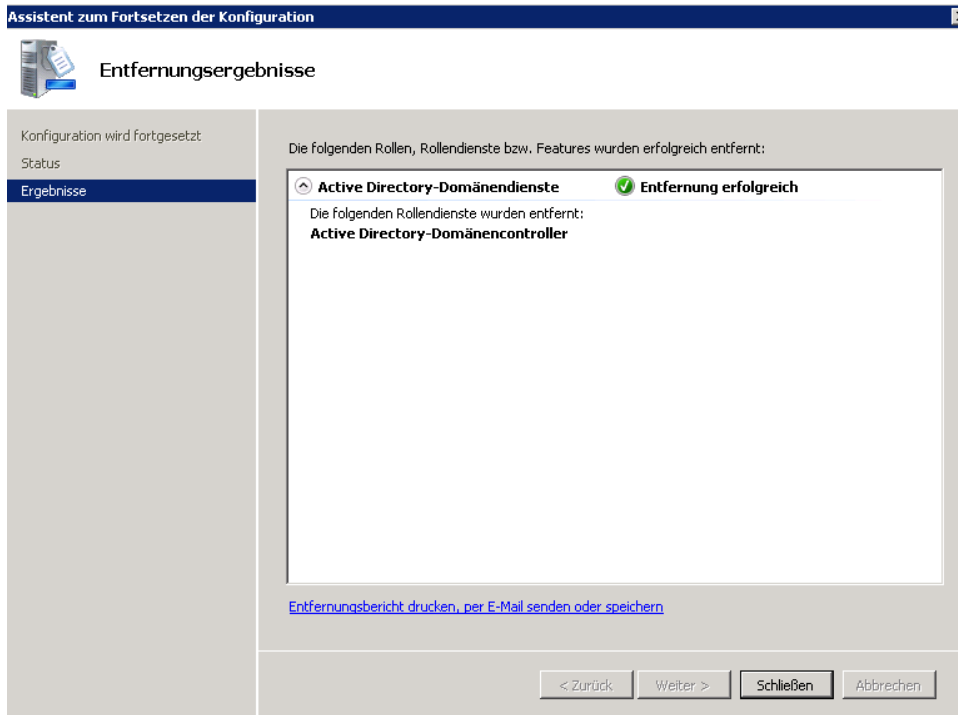 Assistent zum Fortsetzen der Konfiguration
Entfernungsergebnisse
Konfiguration wird fortgesetzt
Status
Ergebnisse
Die folgenden Rollen, Rollendienste bzw. Features wurden erfolgreich entfernt:
Active Directory-Domänendienste Entfernung erfolgreich
Die folgenden Rollendienste wurden entfernt:
Active Directory-Domänencontroller
Entfernungsbericht drucken, per E-Mail senden oder speichern
< Zurück Weiter > Schließen Abbrechen